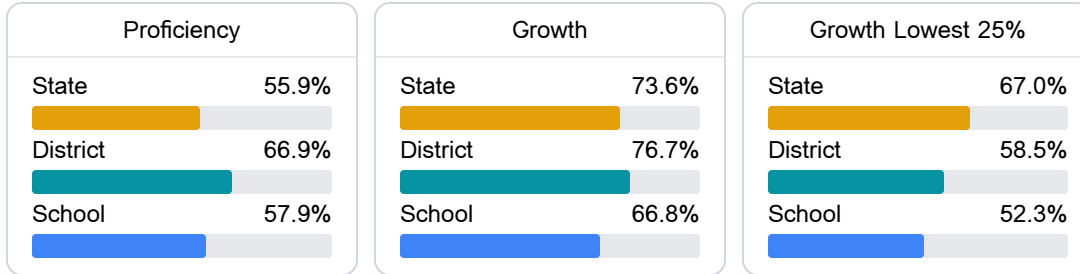 Proficiency
State 55.9%
District 66.9%
School 57.9%
Growth
State 73.6%
District 76.7%
School 66.8%
Growth Lowest 25%
State 67.0%
District 58.5%
School 52.3%